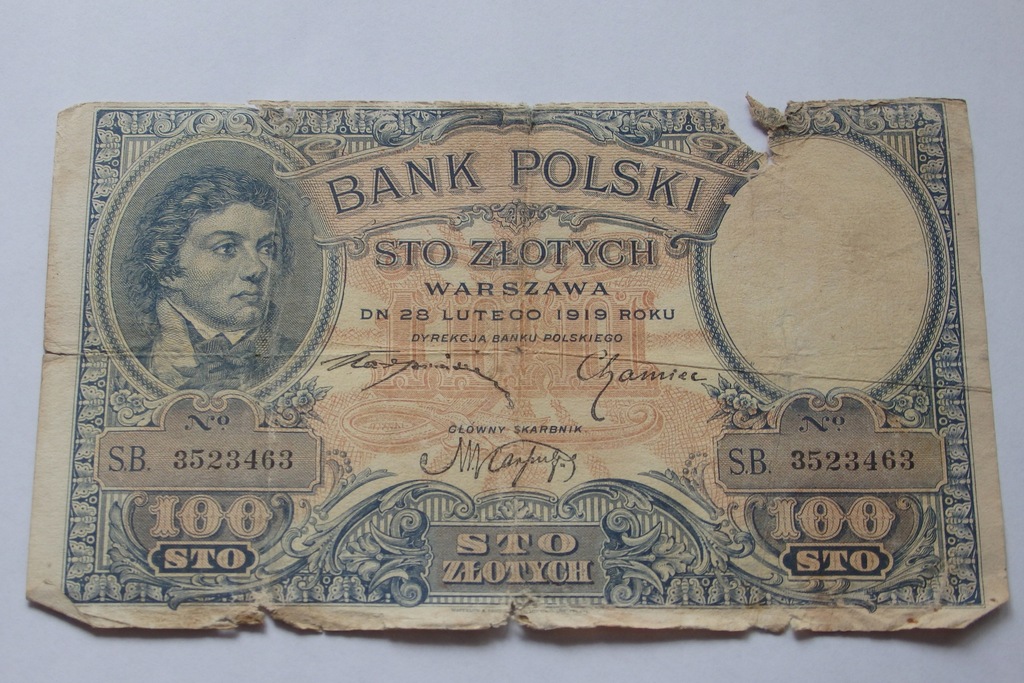 BANK POLSKI
STO ZŁOTYCH
WARSZAWA
DN 28 LUTEGO 1919 ROKU
DYREKCJA BANKU POLSKIEGO
Chamiec
GŁÓWNY SKARBNIK
No No
S.B. 3523463 S.B. 3523463
100 100
STO STO
STO
ZŁOTYCH